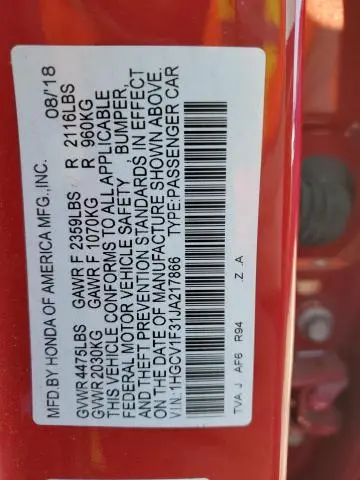 MFD.BY HONDA OF AMERICA MFG.,INC. 08/'18
GVWR 4475LBS GAWR F 2359LBS R 2116LBS
GVWR 2030KG GAWR F 1070KG R 960KG
THIS VEHICLE CONFORMS TO ALL APPLICABLE
FEDERAL MOTOR VEHICLE SAFETY BUMPER,
AND THEFT PREVENTION STANDARDS IN EFFECT
ON THE DATE OF MANUFACTURE SHOWN ABOVE.
V.I.N.:1HGCV1F31JA217866 TYPE:PASSENGER CAR
TVA J AF6 R94 Z .A